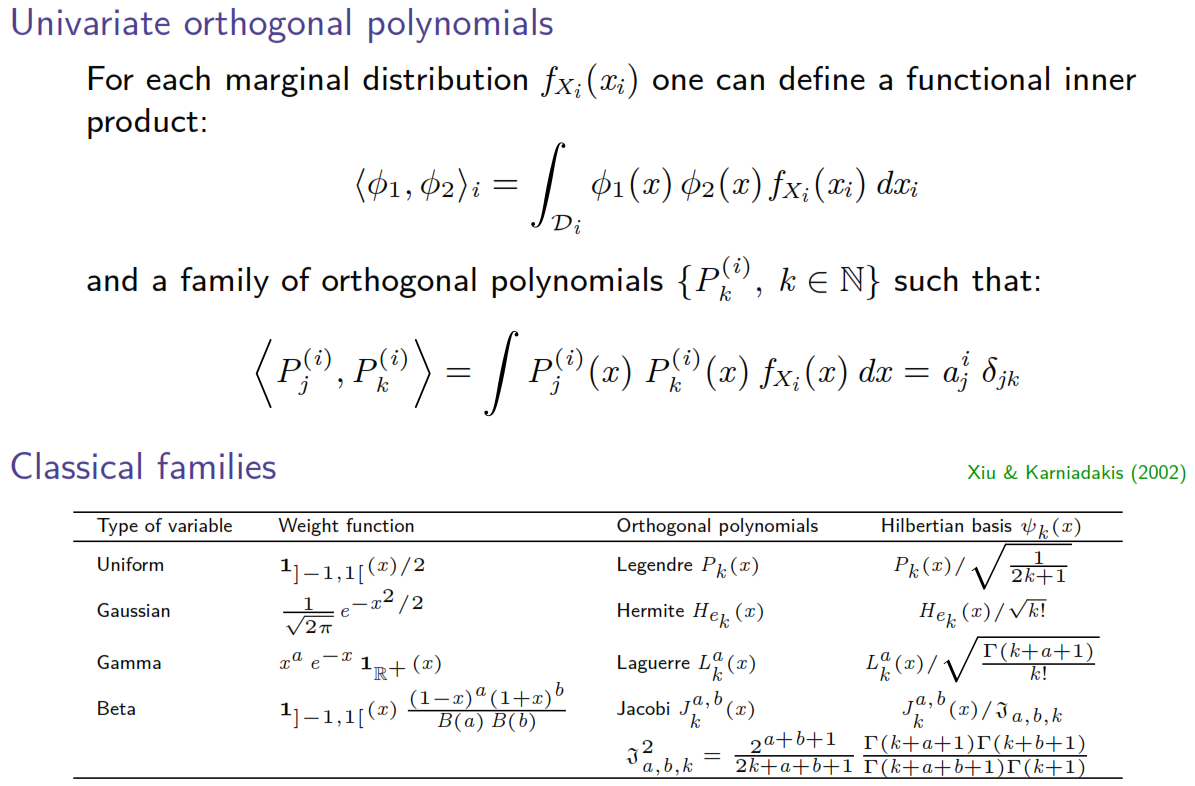 Univariate orthogonal polynomials
For each marginal distribution $f_{X_i}(x_i)$ one can define a functional inner
product:
$\langle \phi_1, \phi_2 \rangle_i = \int_{\mathcal{D}_i} \phi_1(x)\, \phi_2(x)\, f_{X_i}(x_i)\, dx_i$
and a family of orthogonal polynomials $\{P_k^{(i)},\ k \in \mathbb{N}\}$ such that:
$\left\langle P_j^{(i)}, P_k^{(i)} \right\rangle = \int P_j^{(i)}(x)\ P_k^{(i)}(x)\ f_{X_i}(x)\, dx = a_j^i\ \delta_{jk}$
Classical families Xiu & Karniadakis (2002)
Type of variable Weight function Orthogonal polynomials Hilbertian basis $\psi_k(x)$
Uniform $\mathbf{1}_{]-1,1[}(x)/2$ Legendre $P_k(x)$ $P_k(x)/\sqrt{\frac{1}{2k+1}}$
Gaussian $\frac{1}{\sqrt{2\pi}} e^{-x^2/2}$ Hermite $H_{e_k}(x)$ $H_{e_k}(x)/\sqrt{k!}$
Gamma $x^a\ e^{-x}\ \mathbf{1}_{\mathbb{R}^+}(x)$ Laguerre $L_k^a(x)$ $L_k^a(x)/\sqrt{\frac{\Gamma(k+a+1)}{k!}}$
Beta $\mathbf{1}_{]-1,1[}(x)\ \frac{(1-x)^a(1+x)^b}{B(a)\,B(b)}$ Jacobi $J_k^{a,b}(x)$ $J_k^{a,b}(x)/\mathfrak{J}_{a,b,k}$
$\mathfrak{J}^2_{a,b,k} = \frac{2^{a+b+1}}{2k+a+b+1} \frac{\Gamma(k+a+1)\Gamma(k+b+1)}{\Gamma(k+a+b+1)\Gamma(k+1)}$